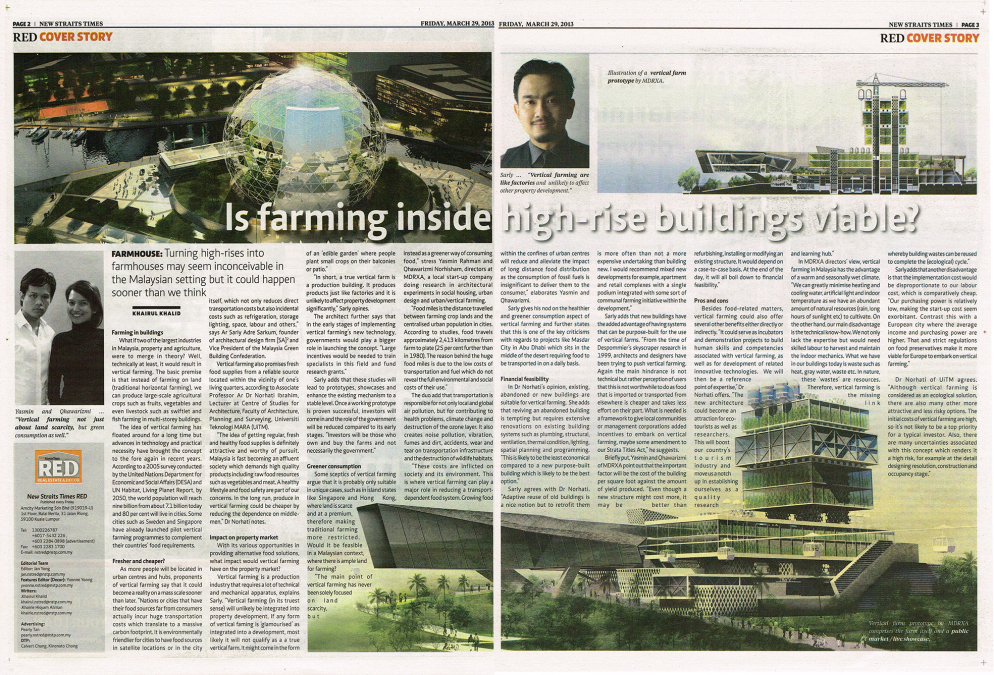 PAGE 2 | NEW STRAITS TIMES
FRIDAY, MARCH 29, 2013
FRIDAY, MARCH 29, 2013
NEW STRAITS TIMES | PAGE 3
RED COVER STORY
RED COVER STORY
Illustration of a vertical farm
prototype by MDRXA.
Sarly ... "Vertical farming are
like factories and unlikely to affect
other property development."
Is farming inside high-rise buildings viable?
FARMHOUSE: Turning high-rises into
farmhouses may seem inconceivable in
the Malaysian setting but it could happen
sooner than we think
BY
KHAIRUL KHALID
Yasmin and Qhawarizmi ...
"Vertical farming not just
about land scarcity, but green
consumption as well."
RED
New Straits Times RED
published every Friday
Tel: 1300226787
Editorial Team
Writers:
Khairul Khalid
Advertising:
Pearly Tan
Farming in buildings
What if two of the largest industries
in Malaysia, property and agriculture,
were to merge in theory? Well,
technically at least, it would result in
vertical farming. The basic premise
is that instead of farming on land
(traditional horizontal farming), we
can produce large-scale agricultural
crops such as fruits, vegetables and
even livestock such as swiftlet and
fish farming in multi-storey buildings.
The idea of vertical farming has
floated around for a long time but
advances in technology and practical
necessity have brought the concept
to the fore again in recent years.
According to a 2005 survey conducted
by the United Nations Department for
Economic and Social Affairs (DESA) and
UN Habitat, Living Planet Report, by
2050, the world population will reach
nine billion from about 7.1 billion today
and 80 per cent will live in cities. Some
cities such as Sweden and Singapore
have already launched pilot vertical
farming programmes to complement
their countries' food requirements.
Fresher and cheaper?
As more people will be located in
urban centres and hubs, proponents
of vertical farming say that it could
become a reality on a mass scale sooner
than later. "Nations or cities that have
their food sources far from consumers
actually incur huge transportation
costs which translate to a massive
carbon footprint. It is environmentally
friendlier for cities to have food sources
in satellite locations or in the city
itself, which not only reduces direct
transportation costs but also incidental
costs such as refrigeration, storage
lighting, space, labour and others,"
says Ar Sarly Adre Sarkum, founder
of architectural design firm [SA]² and
Vice President of the Malaysia Green
Building Confederation.
Vertical farming also promises fresh
food supplies from a reliable source
located within the vicinity of one's
living quarters, according to Associate
Professor Ar Dr Norhati Ibrahim,
Lecturer at Centre of Studies for
Architecture, Faculty of Architecture,
Planning and Surveying, Universiti
Teknologi MARA (UiTM).
"The idea of getting regular, fresh
and healthy food supplies is definitely
attractive and worthy of pursuit.
Malaysia is fast becoming an affluent
society which demands high quality
products including raw food resources
such as vegetables and meat. A healthy
lifestyle and food safety are part of our
concerns. In the long run, produce in
vertical farming could be cheaper by
reducing the dependence on middle-
men," Dr Norhati notes.
Impact on property market
With its various opportunities in
providing alternative food solutions,
what impact would vertical farming
have on the property market?
Vertical farming is a production
industry that requires a lot of technical
and mechanical apparatus, explains
Sarly. "Vertical farming (in its truest
sense) will unlikely be integrated into
property development. If any form
of vertical farming is 'glamourised' as
integrated into a development, most
likely it will not qualify as a true
vertical farm. It might come in the form
of an 'edible garden' where people
plant small crops on their balconies
or patio."
"In short, a true vertical farm is
a production building. It produces
products just like factories and it is
unlikely to affect property development
significantly," Sarly opines.
The architect further says that
in the early stages of implementing
vertical farming's new technology,
governments would play a bigger
role in launching the concept. "Large
incentives would be needed to train
specialists in this field and fund
research grants."
Sarly adds that these studies will
lead to prototypes, showcases and
enhance the existing mechanism to a
stable level. Once a working prototype
is proven successful, investors will
come in and the role of the government
will be reduced compared to its early
stages. "Investors will be those who
own and buy the farms and not
necessarily the government."
Greener consumption
Some sceptics of vertical farming
argue that it is probably only suitable
in unique cases, such as in island states
like Singapore and Hong Kong,
where land is scarce
and at a premium,
therefore making
traditional farming
more restricted.
Would it be feasible
in a Malaysian context,
where there is ample land
for farming?
"The main point of
vertical farming has never
been solely focused
on land
scarcity,
but
instead as a greener way of consuming
food," stress Yasmin Rahman and
Qhawarizmi Norhisham, directors at
MDRXA, a local start-up company
doing research in architectural
experiments in social housing, urban
design and urban/vertical farming.
"Food miles is the distance travelled
between farming crop lands and the
centralised urban population in cities.
According to studies, food travels
approximately 2,413 kilometres from
farm to plate (25 per cent further than
in 1980). The reason behind the huge
food miles is due to the low costs of
transportation and fuel which do not
reveal the full environmental and social
costs of their use."
The duo add that transportation is
responsible for not only local and global
air pollution, but for contributing to
health problems, climate change and
destruction of the ozone layer. It also
creates noise pollution, vibration,
fumes and dirt, accidents, wear and
tear on transportation infrastructure
and the destruction of wildlife habitats.
"These costs are inflicted on
society and its environment. This
is where vertical farming can play a
major role in reducing a transport
dependent food system. Growing food
within the confines of urban centres
will reduce and alleviate the impact
of long distance food distribution
as the consumption of fossil fuels is
insignificant to deliver them to the
consumer," elaborates Yasmin and
Qhawarizmi.
Sarly gives his nod on the healthier
and greener consumption aspect of
vertical farming and further states
that this is one of the key criticisms
with regards to projects like Masdar
City in Abu Dhabi which sits in the
middle of the desert requiring food to
be transported in on a daily basis.
Financial feasibility
In Dr Norhati's opinion, existing,
abandoned or new buildings are
suitable for vertical farming. She adds
that reviving an abandoned building
is tempting but requires extensive
renovations on existing building
systems such as plumbing, structural,
ventilation, thermal condition, lighting,
spatial planning and programming.
"This is likely to be the least economical
compared to a new purpose-built
building which is likely to be the best
option."
Sarly agrees with Dr Norhati.
"Adaptive reuse of old buildings is
a nice notion but to retrofit them
is more often than not a more
expensive undertaking than building
new. I would recommend mixed new
developments for example, apartment
and retail complexes with a single
podium integrated with some sort of
communal farming initiative within the
development.
Sarly adds that new buildings have
the added advantage of having systems
that can be purpose-built for the use
of vertical farms. "From the time of
Despommier's skyscraper research in
1999, architects and designers have
been trying to push vertical farming.
Again the main hindrance is not
technical but rather perception of users
that this is not worthwhile to do as food
that is imported or transported from
elsewhere is cheaper and takes less
effort on their part. What is needed is
a framework to give local communities
or management corporations added
incentives to embark on vertical
farming, maybe some amendments to
our Strata Titles Act," he suggests.
Briefly put, Yasmin and Qhawarizmi
of MDRXA point out that the important
factor will be the cost of the building
per square foot against the amount
of yield produced. "Even though a
new structure might cost more, it
may be better than
refurbishing, installing or modifying an
existing structure. It would depend on
a case-to-case basis. At the end of the
day, it will all boil down to financial
feasibility."
Pros and cons
Besides food-related matters,
vertical farming could also offer
several other benefits either directly or
indirectly. "It could serve as incubators
and demonstration projects to build
human skills and competencies
associated with vertical farming, as
well as for development of related
innovative technologies. We will
then be a reference
point of expertise," Dr
Norhati offers. "The
new architecture
could become an
attraction for eco-
tourists as well as
researchers.
This will boost
our country's
tourism
industry and
move us a notch
up in establishing
ourselves as a
quality
research
and learning hub."
In MDRXA directors' view, vertical
farming in Malaysia has the advantage
of a warm and seasonally wet climate.
"We can greatly minimise heating and
cooling water, artificial light and indoor
temperature as we have an abundant
amount of natural resources (rain, long
hours of sunlight etc) to cultivate. On
the other hand, our main disadvantage
is the technical know-how. We not only
lack the expertise but would need
skilled labour to harvest and maintain
the indoor mechanics. What we have
in our buildings today is waste such as
heat, grey water, waste etc. In nature,
these 'wastes' are resources.
Therefore, vertical farming is
the missing
link
whereby building wastes can be reused
to complete the (ecological) cycle."
Sarly adds that another disadvantage
is that the implementation cost would
be disproportionate to our labour
cost, which is comparatively cheap.
"Our purchasing power is relatively
low, making the start-up cost seem
exorbitant. Contrast this with a
European city where the average
income and purchasing power are
higher. That and strict regulations
on food preservatives make it more
viable for Europe to embark on vertical
farming."
Dr Norhati of UiTM agrees.
"Although vertical farming is
considered as an ecological solution,
there are also many other more
attractive and less risky options. The
initial costs of vertical farming are high,
so it's not likely to be a top priority for
a typical investor. Also, there
are many uncertainties associated
with this concept which renders it
a high risk, for example at the detail
designing resolution, construction and
occupancy stage."
Vertical farm prototype by MDRXA
comprises the farm itself and a public
market / live showcase.